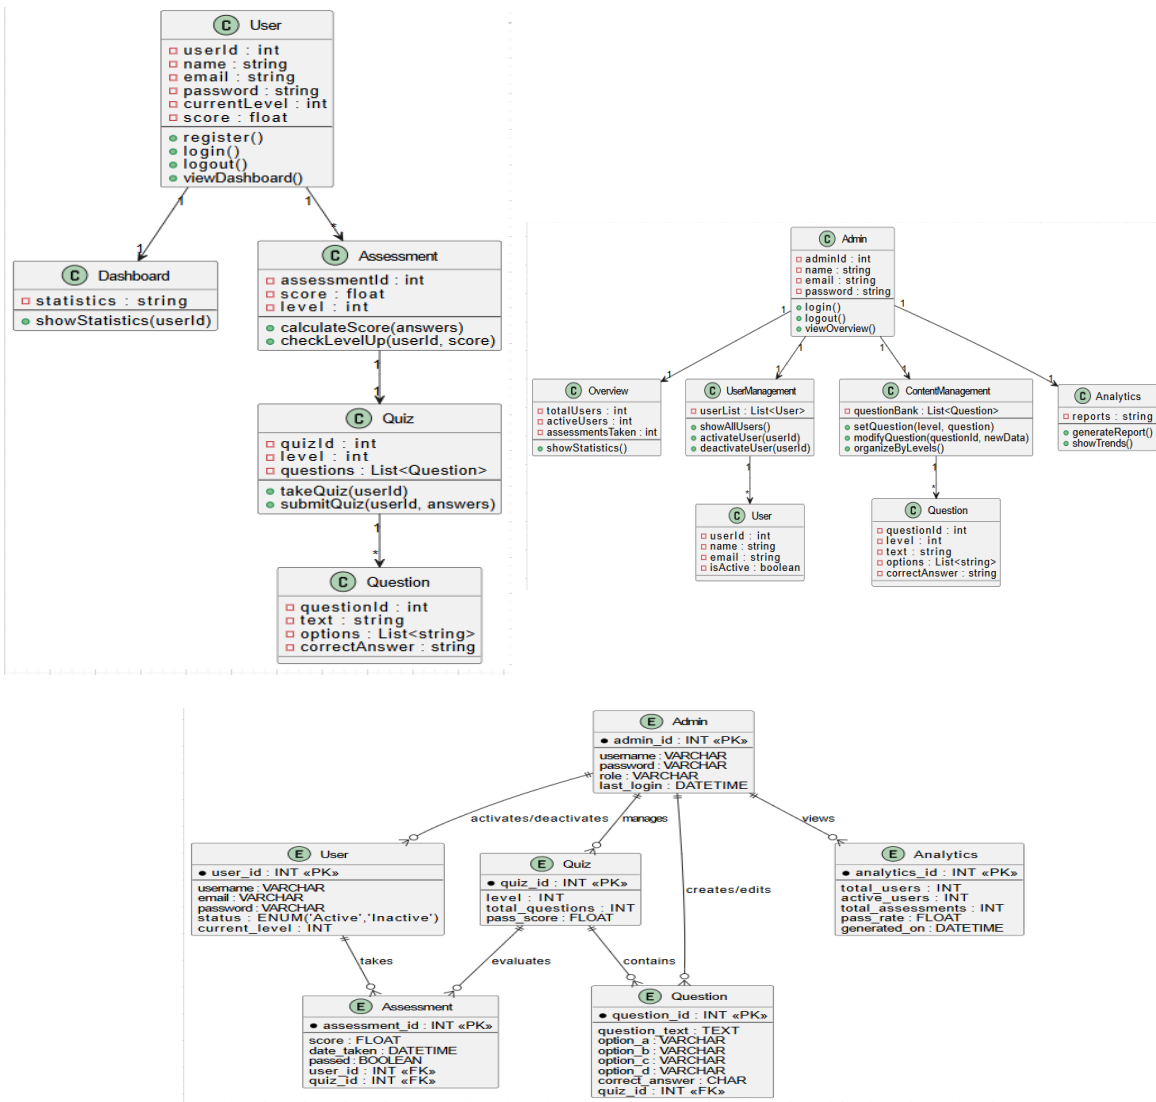 C User
userId : int
name : string
email : string
password : string
currentLevel : int
score : float
register()
login()
logout()
viewDashboard()
1
1
1
*
C Dashboard
statistics : string
showStatistics(userId)
C Assessment
assessmentId : int
score : float
level : int
calculateScore(answers)
checkLevelUp(userId, score)
1
1
C Quiz
quizId : int
level : int
questions : List<Question>
takeQuiz(userId)
submitQuiz(userId, answers)
1
*
C Question
questionId : int
text : string
options : List<string>
correctAnswer : string
C Admin
adminId : int
name : string
email : string
password : string
login()
logout()
viewOverview()
1
1
1
1
1
1
1
1
C Overview
totalUsers : int
activeUsers : int
assessmentsTaken : int
showStatistics()
C UserManagement
userList : List<User>
showAllUsers()
activateUser(userId)
deactivateUser(userId)
C ContentManagement
questionBank : List<Question>
setQuestion(level, question)
modifyQuestion(questionId, newData)
organizeByLevels()
C Analytics
reports : string
generateReport()
showTrends()
1
*
1
*
C User
userId : int
name : string
email : string
isActive : boolean
C Question
questionId : int
level : int
text : string
options : List<string>
correctAnswer : string
E Admin
admin_id : INT «PK»
username : VARCHAR
password : VARCHAR
role : VARCHAR
last_login : DATETIME
activates/deactivates
manages
views
creates/edits
E User
user_id : INT «PK»
username : VARCHAR
email : VARCHAR
password : VARCHAR
status : ENUM('Active','Inactive')
current_level : INT
E Quiz
quiz_id : INT «PK»
level : INT
total_questions : INT
pass_score : FLOAT
E Analytics
analytics_id : INT «PK»
total_users : INT
active_users : INT
total_assessments : INT
pass_rate : FLOAT
generated_on : DATETIME
takes
evaluates
contains
E Assessment
assessment_id : INT «PK»
score : FLOAT
date_taken : DATETIME
passed : BOOLEAN
user_id : INT «FK»
quiz_id : INT «FK»
E Question
question_id : INT «PK»
question_text : TEXT
option_a : VARCHAR
option_b : VARCHAR
option_c : VARCHAR
option_d : VARCHAR
correct_answer : CHAR
quiz_id : INT «FK»